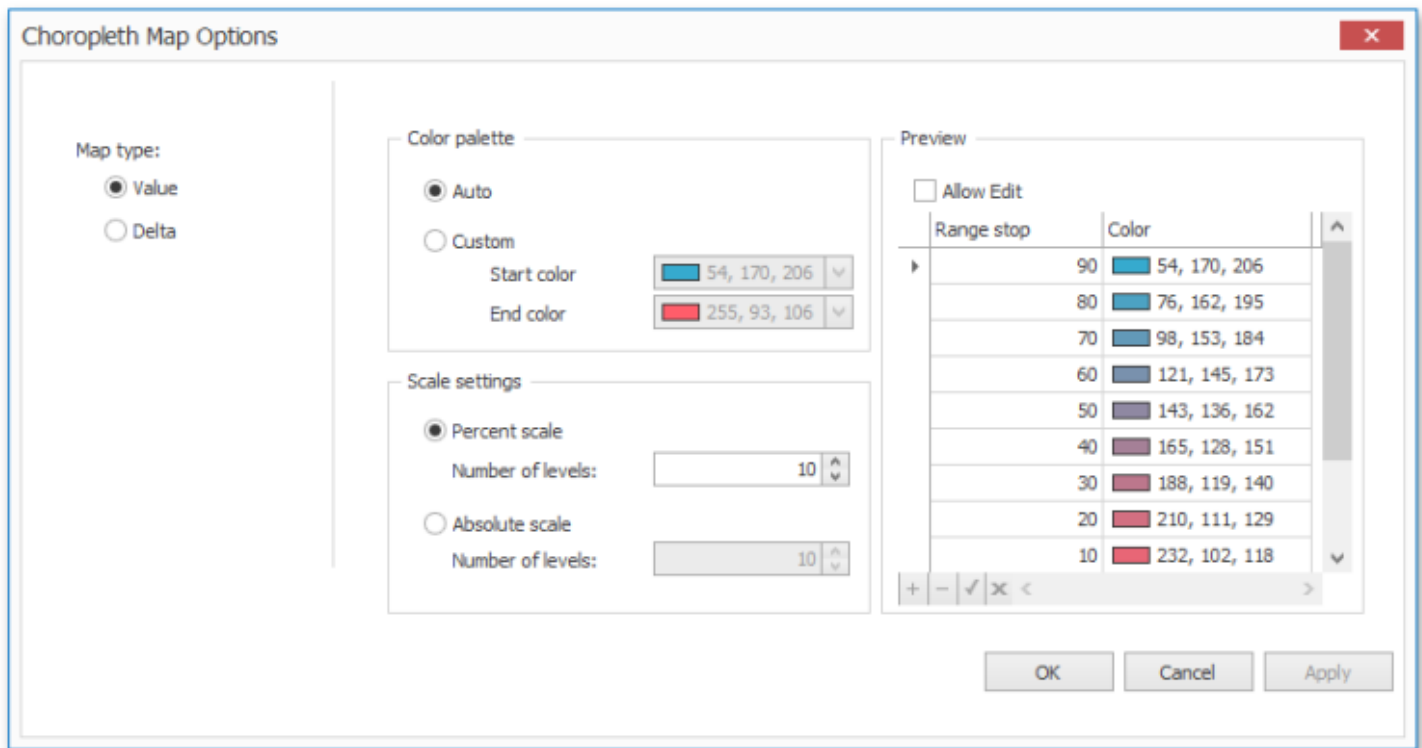 Choropleth Map Options
Map type:
Value
Delta
Color palette
Auto
Custom
Start color 54, 170, 206
End color 255, 93, 106
Scale settings
Percent scale
Number of levels: 10
Absolute scale
Number of levels: 10
Preview
Allow Edit
Range stop Color
90 54, 170, 206
80 76, 162, 195
70 98, 153, 184
60 121, 145, 173
50 143, 136, 162
40 165, 128, 151
30 188, 119, 140
20 210, 111, 129
10 232, 102, 118
OK Cancel Apply